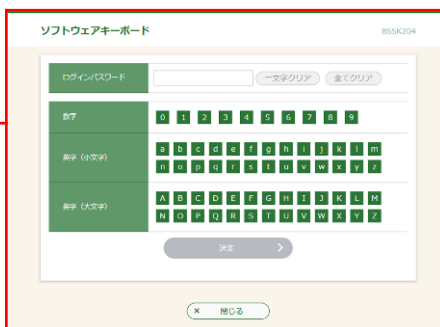 ソフトウェアキーボード BSSK204
ログインパスワード 一文字クリア 全てクリア
数字 0 1 2 3 4 5 6 7 8 9
英字（小文字） a b c d e f g h i j k l m
n o p q r s t u v w x y z
英字（大文字） A B C D E F G H I J K L M
N O P Q R S T U V W X Y Z
決定
× 閉じる